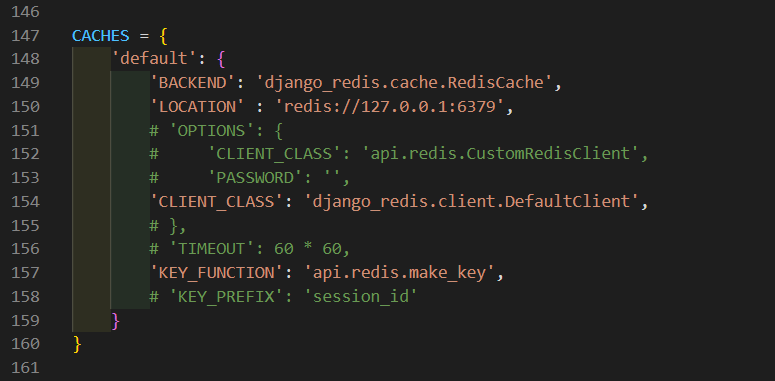 146
147 CACHES = {
148     'default': {
149         'BACKEND': 'django_redis.cache.RedisCache',
150         'LOCATION' : 'redis://127.0.0.1:6379',
151         # 'OPTIONS': {
152         #     'CLIENT_CLASS': 'api.redis.CustomRedisClient',
153         #     'PASSWORD': '',
154         'CLIENT_CLASS': 'django_redis.client.DefaultClient',
155         # },
156         # 'TIMEOUT': 60 * 60,
157         'KEY_FUNCTION': 'api.redis.make_key',
158         # 'KEY_PREFIX': 'session_id'
159     }
160 }
161